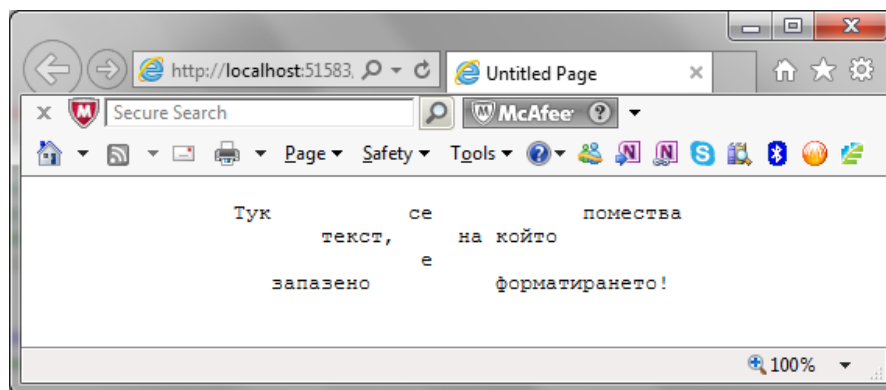 http://localhost:51583,
Untitled Page
Secure Search
McAfee
Page Safety Tools
Тук се помества
текст, на който
е
запазено форматирането!
100%